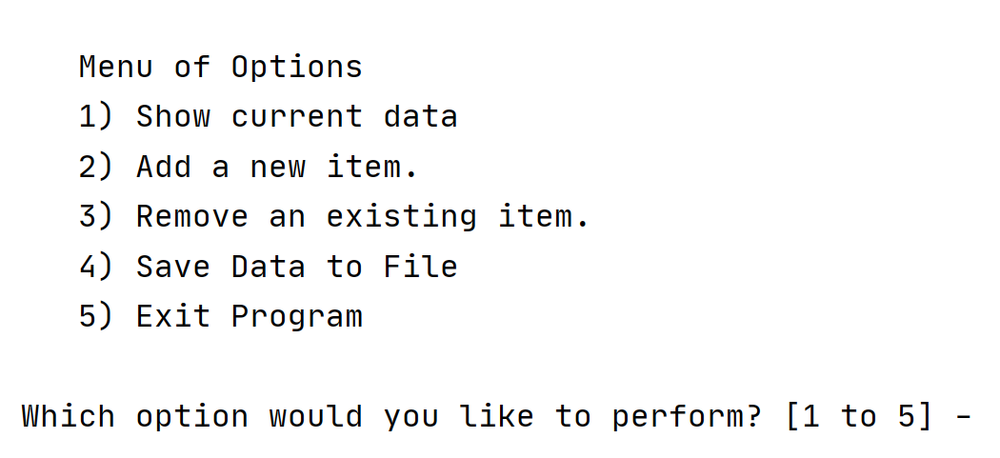 Menu of Options
1) Show current data
2) Add a new item.
3) Remove an existing item.
4) Save Data to File
5) Exit Program
Which option would you like to perform? [1 to 5] -